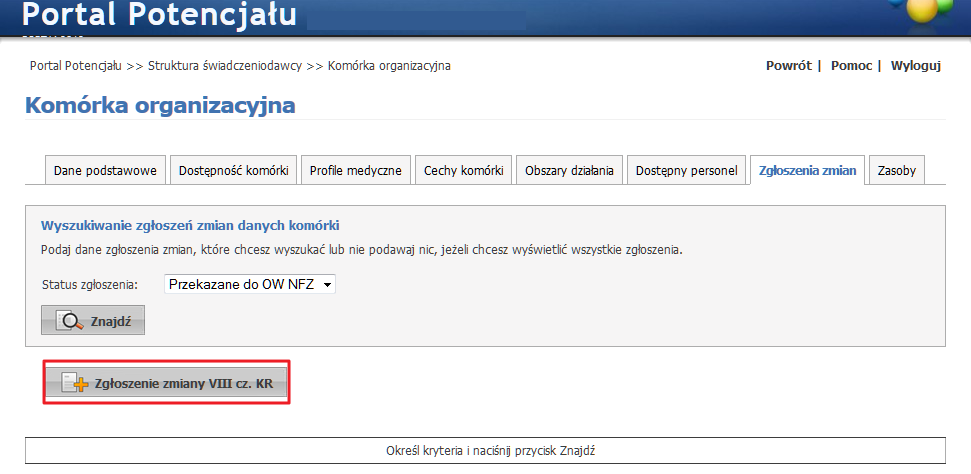 Portal Potencjału
Portal Potencjału >> Struktura świadczeniodawcy >> Komórka organizacyjna
Powrót | Pomoc | Wyloguj
Komórka organizacyjna
Dane podstawowe Dostępność komórki Profile medyczne Cechy komórki Obszary działania Dostępny personel Zgłoszenia zmian Zasoby
Wyszukiwanie zgłoszeń zmian danych komórki
Podaj dane zgłoszenia zmian, które chcesz wyszukać lub nie podawaj nic, jeżeli chcesz wyświetlić wszystkie zgłoszenia.
Status zgłoszenia: Przekazane do OW NFZ
Znajdź
Zgłoszenie zmiany VIII cz. KR
Określ kryteria i naciśnij przycisk Znajdź